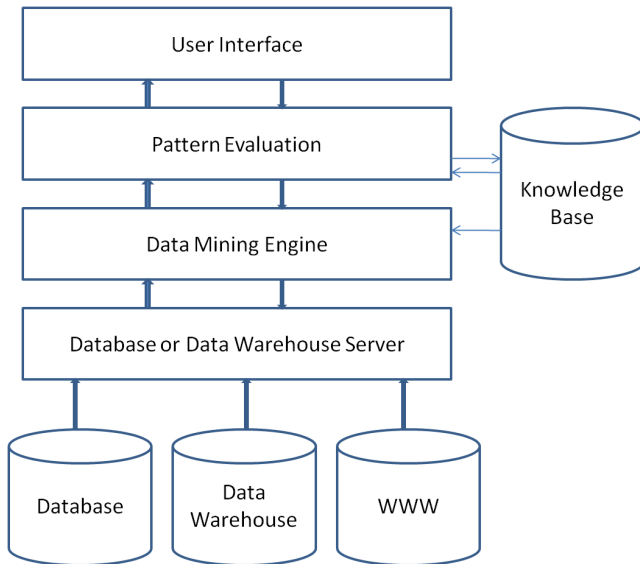 User Interface
Pattern Evaluation
Knowledge
Base
Data Mining Engine
Database or Data Warehouse Server
Database
Data
Warehouse
WWW